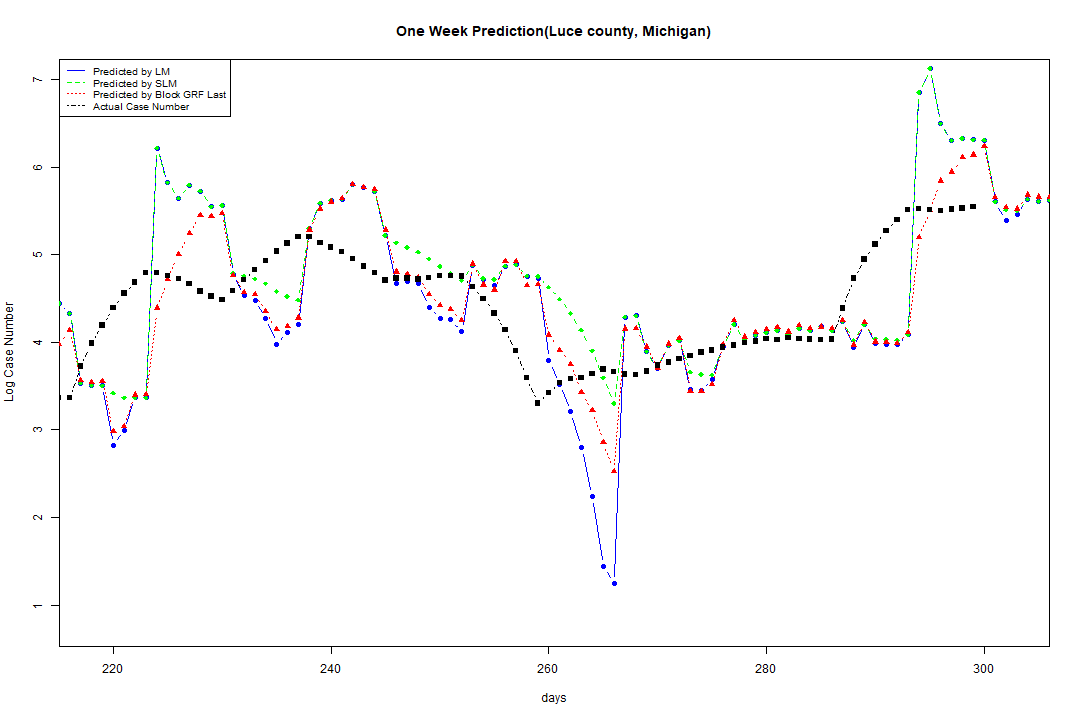 One Week Prediction(Luce county, Michigan)
Predicted by LM
Predicted by SLM
Predicted by Block GRF Last
Actual Case Number
Log Case Number
7
6
5
4
3
2
1
220 240 260 280 300
days